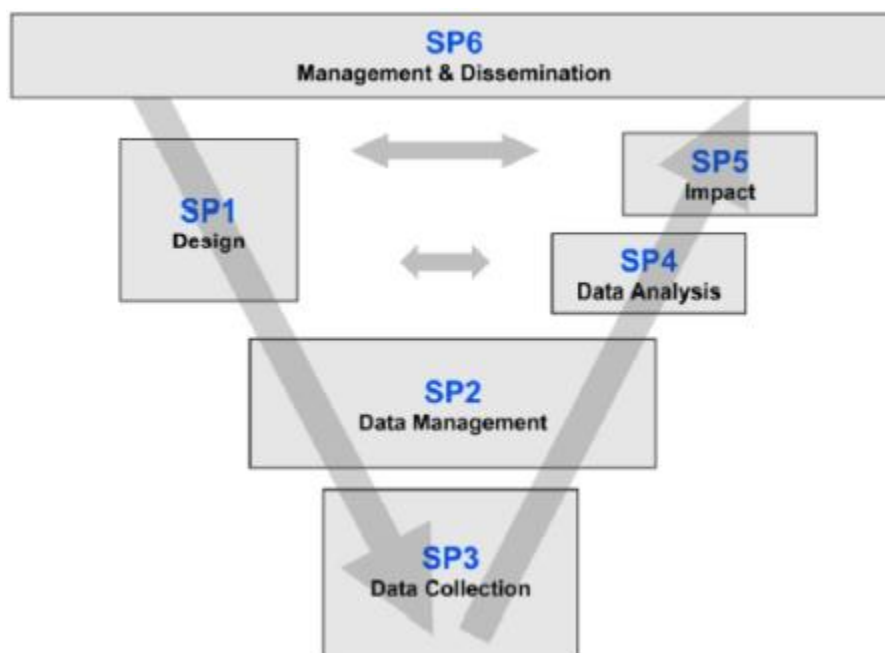 SP6
Management & Dissemination
SP1
Design
SP5
Impact
SP4
Data Analysis
SP2
Data Management
SP3
Data Collection